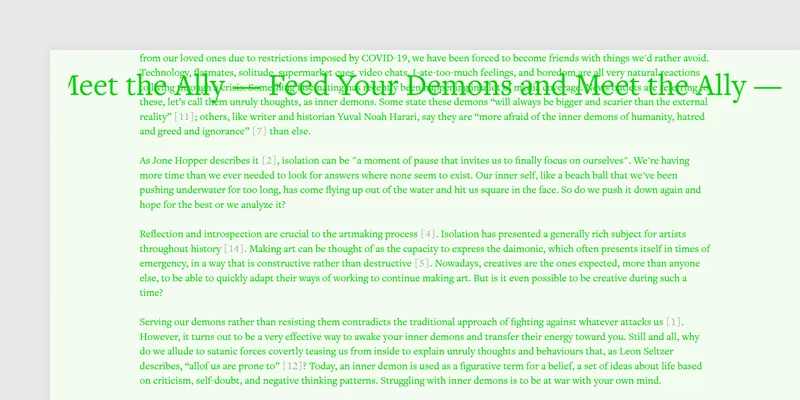 from our loved ones due to restrictions imposed by COVID-19, we have been forced to become friends with things we'd rather avoid.
Meet the Ally — Feed Your Demons and Meet the Ally —
Technology, flatmates, solitude, supermarket cues, video chats, I-ate-too-much feelings, and boredom are all very natural reactions
these, let's call them unruly thoughts, as inner demons. Some state these demons “will always be bigger and scarier than the external
reality” [11]; others, like writer and historian Yuval Noah Harari, say they are “more afraid of the inner demons of humanity, hatred
and greed and ignorance” [7] than else.
As Jone Hopper describes it [2], isolation can be "a moment of pause that invites us to finally focus on ourselves". We're having
more time than we ever needed to look for answers where none seem to exist. Our inner self, like a beach ball that we've been
pushing underwater for too long, has come flying up out of the water and hit us square in the face. So do we push it down again and
hope for the best or we analyze it?
Reflection and introspection are crucial to the artmaking process [4]. Isolation has presented a generally rich subject for artists
throughout history [14]. Making art can be thought of as the capacity to express the daimonic, which often presents itself in times of
emergency, in a way that is constructive rather than destructive [5]. Nowadays, creatives are the ones expected, more than anyone
else, to be able to quickly adapt their ways of working to continue making art. But is it even possible to be creative during such a
time?
Serving our demons rather than resisting them contradicts the traditional approach of fighting against whatever attacks us [1].
However, it turns out to be a very effective way to awake your inner demons and transfer their energy toward you. Still and all, why
do we allude to satanic forces covertly teasing us from inside to explain unruly thoughts and behaviours that, as Leon Seltzer
describes, “allof us are prone to” [12]? Today, an inner demon is used as a figurative term for a belief, a set of ideas about life based
on criticism, self-doubt, and negative thinking patterns. Struggling with inner demons is to be at war with your own mind.